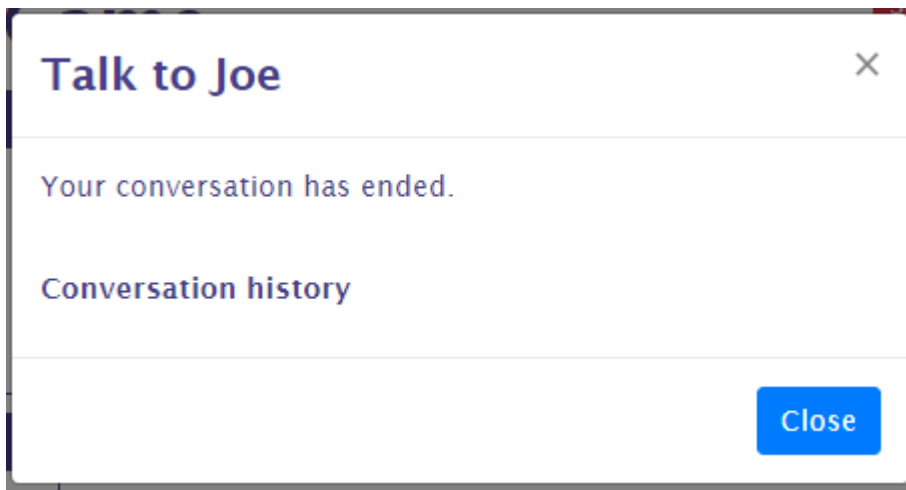 Talk to Joe
×
Your conversation has ended.
Conversation history
Close